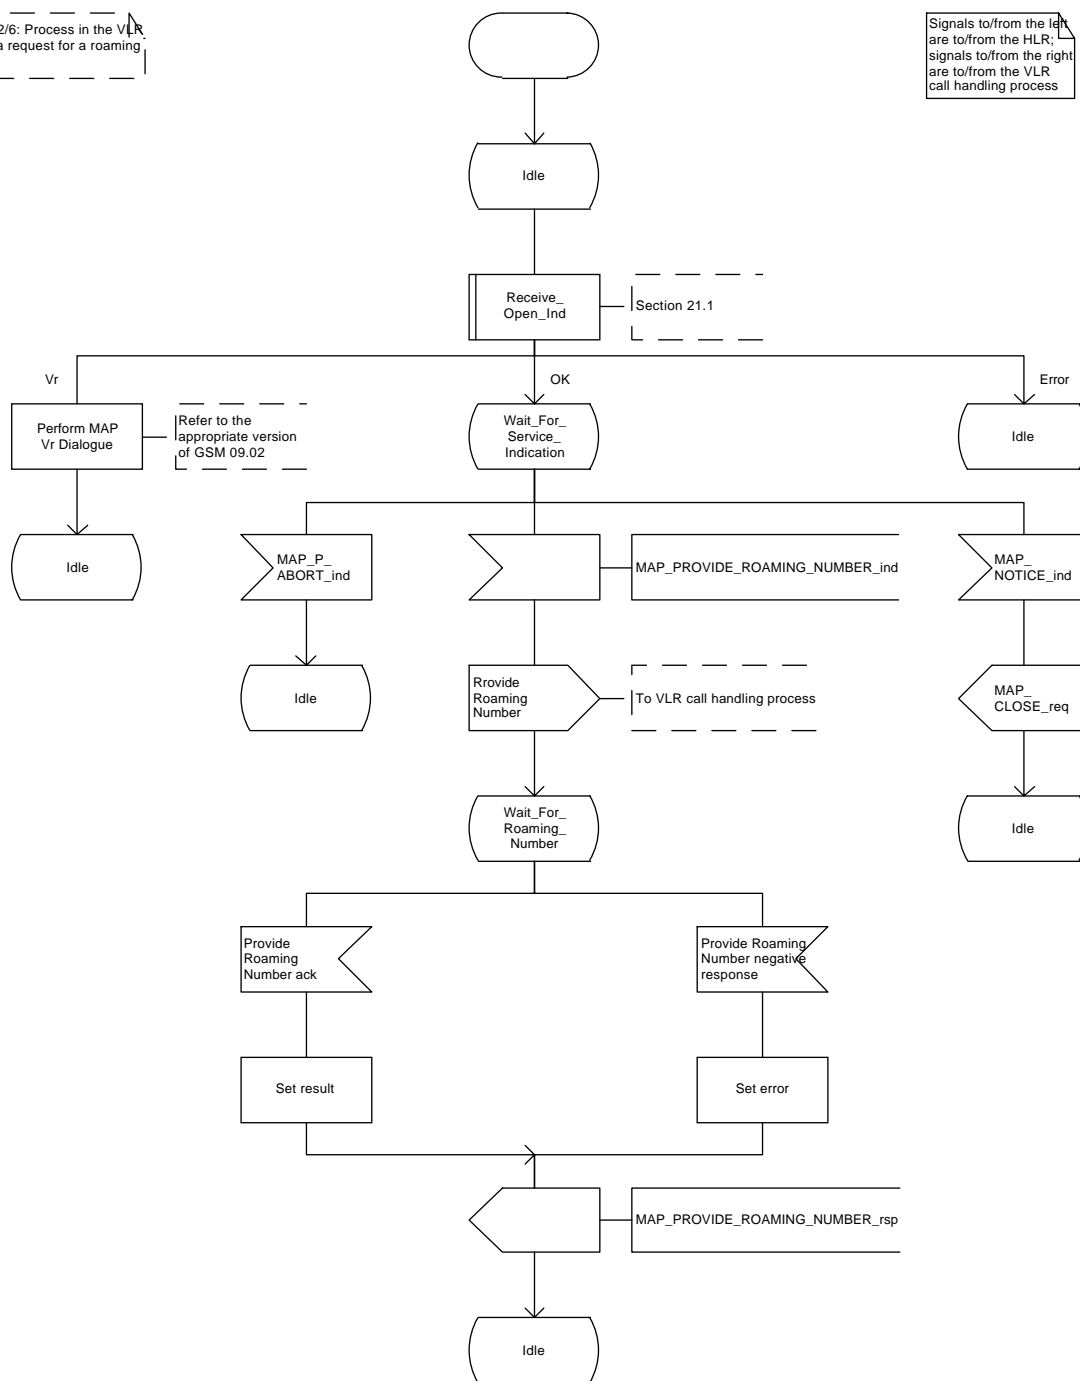 2/6: Process in the VLR
a request for a roaming
Signals to/from the left
are to/from the HLR;
signals to/from the right
are to/from the VLR
call handling process
Idle
Receive_
Open_Ind
Section 21.1
Vr
OK
Error
Perform MAP
Vr Dialogue
Refer to the
appropriate version
of GSM 09.02
Wait_For_
Service_
Indication
Idle
Idle
MAP_P_
ABORT_ind
MAP_PROVIDE_ROAMING_NUMBER_ind
MAP_
NOTICE_ind
Idle
Rrovide
Roaming
Number
To VLR call handling process
MAP_
CLOSE_req
Wait_For_
Roaming_
Number
Idle
Provide
Roaming
Number ack
Provide Roaming
Number negative
response
Set result
Set error
MAP_PROVIDE_ROAMING_NUMBER_rsp
Idle